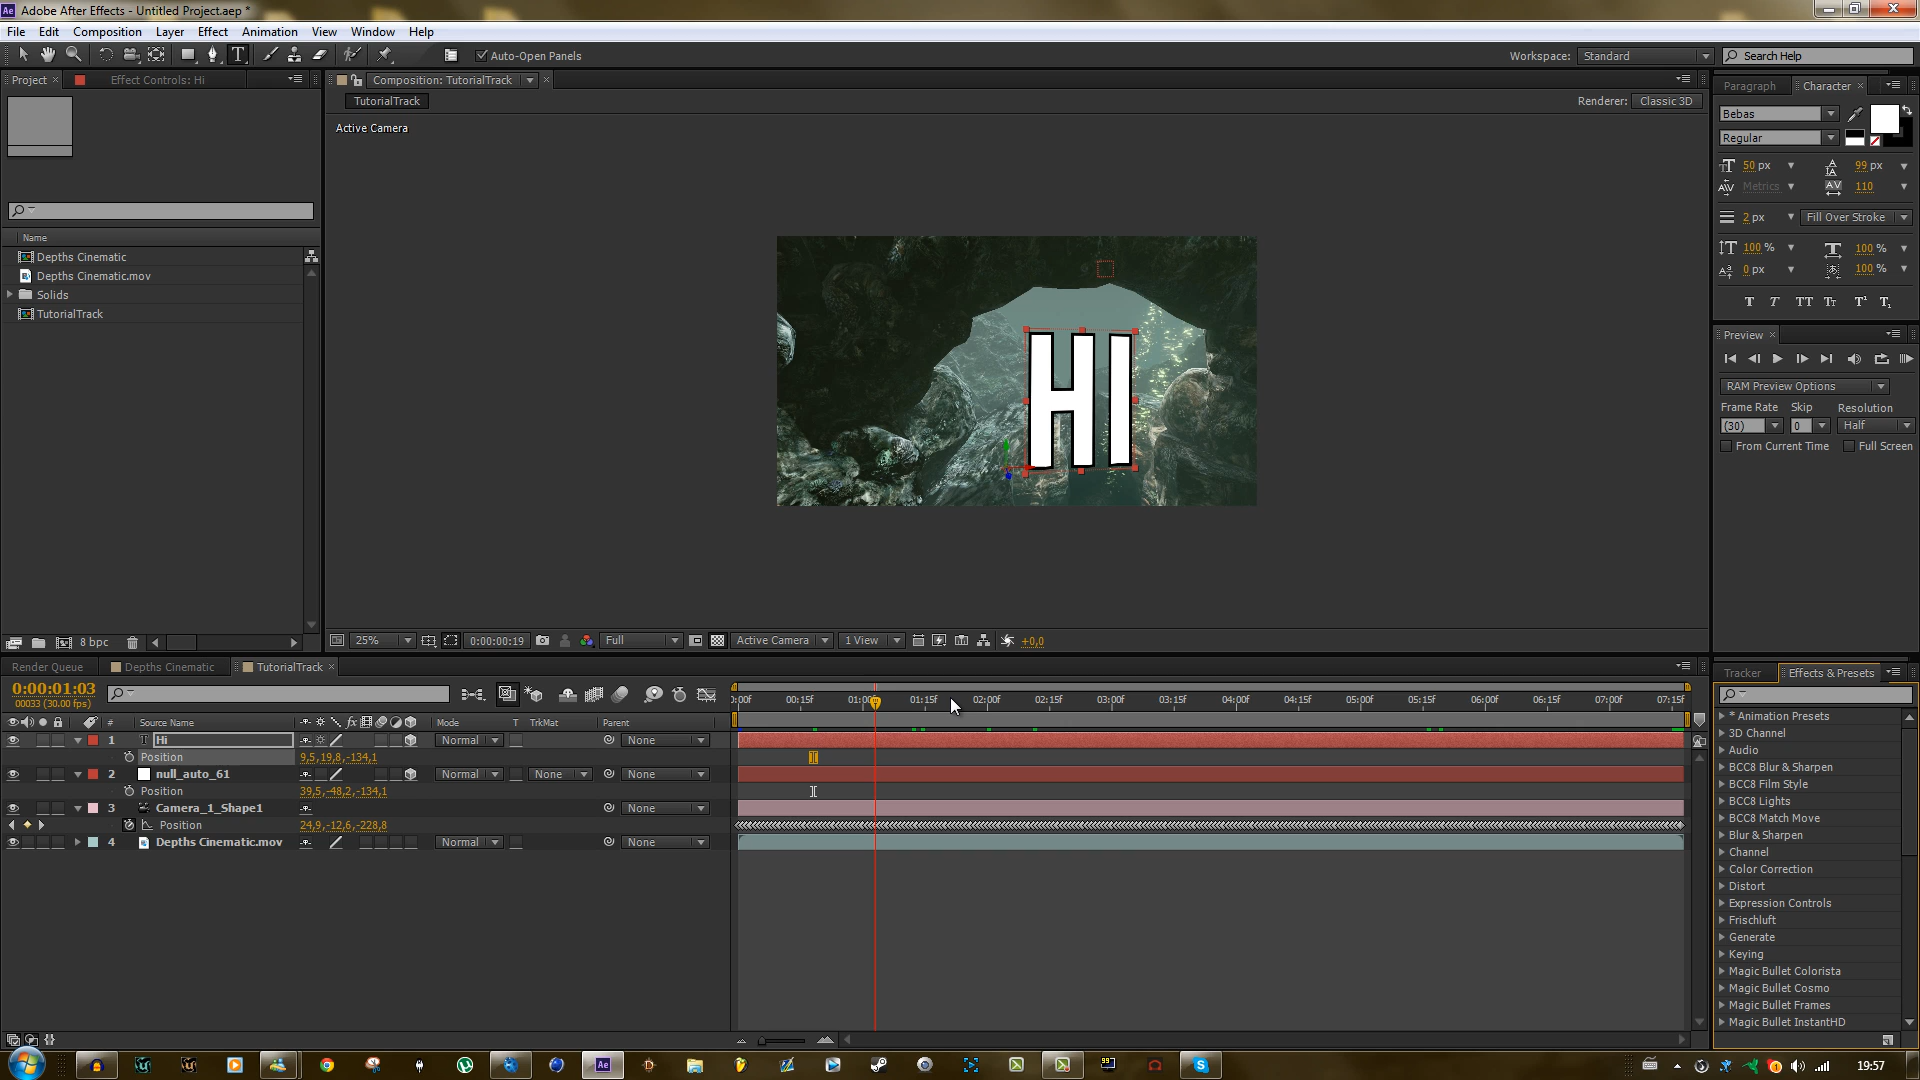 Adobe After Effects - Untitled Project.aep *
File Edit Composition Layer Effect Animation View Window Help
Auto-Open Panels
Workspace: Standard
Search Help
Project
Effect Controls: Hi
Name
Depths Cinematic
Depths Cinematic.mov
Solids
TutorialTrack
8 bpc
Composition: TutorialTrack
TutorialTrack
Renderer: Classic 3D
Active Camera
HI
25% 0:00:00:19 Full Active Camera 1 View +0,0
Paragraph Character
Bebas
Regular
50 px 99 px
Metrics 110
2 px Fill Over Stroke
100 % 100 %
0 px 100 %
T T TT Tт T¹ T₁
Preview
RAM Preview Options
Frame Rate Skip Resolution
(30) 0 Half
From Current Time Full Screen
Render Queue Depths Cinematic TutorialTrack
0:00:01:03
00033 (30.00 fps)
# Source Name Mode T TrkMat Parent
1 T Hi Normal None
Position 9,5,19,8,-134,1
2 null_auto_61 Normal None None
Position 39,5,-48,2,-134,1
3 Camera_1_Shape1 None
Position 24,9,-12,6,-228,8
4 Depths Cinematic.mov Normal None None
):00f 00:15f 01:00f 01:15f 02:00f 02:15f 03:00f 03:15f 04:00f 04:15f 05:00f 05:15f 06:00f 06:15f 07:00f 07:15f
Tracker Effects & Presets
* Animation Presets
3D Channel
Audio
BCC8 Blur & Sharpen
BCC8 Film Style
BCC8 Lights
BCC8 Match Move
Blur & Sharpen
Channel
Color Correction
Distort
Expression Controls
Frischluft
Generate
Keying
Magic Bullet Colorista
Magic Bullet Cosmo
Magic Bullet Frames
Magic Bullet InstantHD
19:57